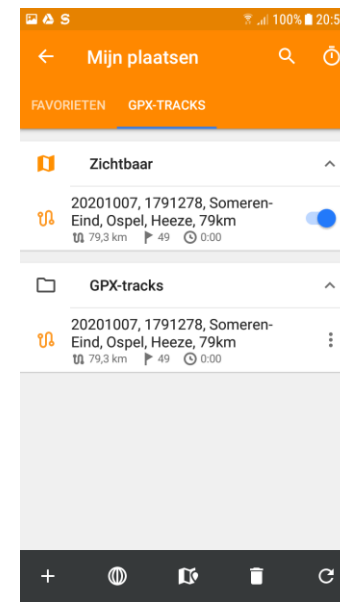 S 100% 20:5
Mijn plaatsen
FAVORIETEN GPX-TRACKS
Zichtbaar
20201007, 1791278, Someren-
Eind, Ospel, Heeze, 79km
79,3 km 49 0:00
GPX-tracks
20201007, 1791278, Someren-
Eind, Ospel, Heeze, 79km
79,3 km 49 0:00